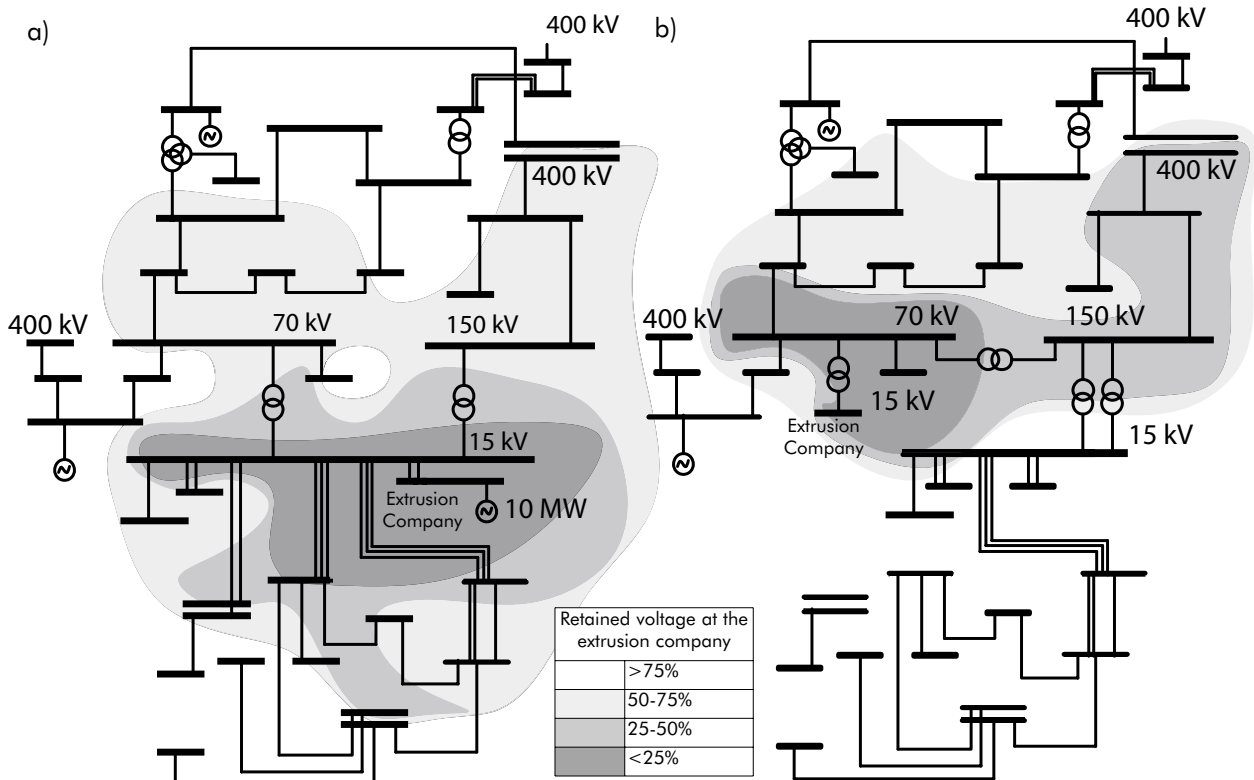 a)
400 kV
400 kV
400 kV
70 kV
150 kV
15 kV
Extrusion
Company
10 MW
b)
400 kV
400 kV
400 kV
70 kV
150 kV
15 kV
Extrusion
Company
15 kV
Retained voltage at the
extrusion company
>75%
50-75%
25-50%
<25%